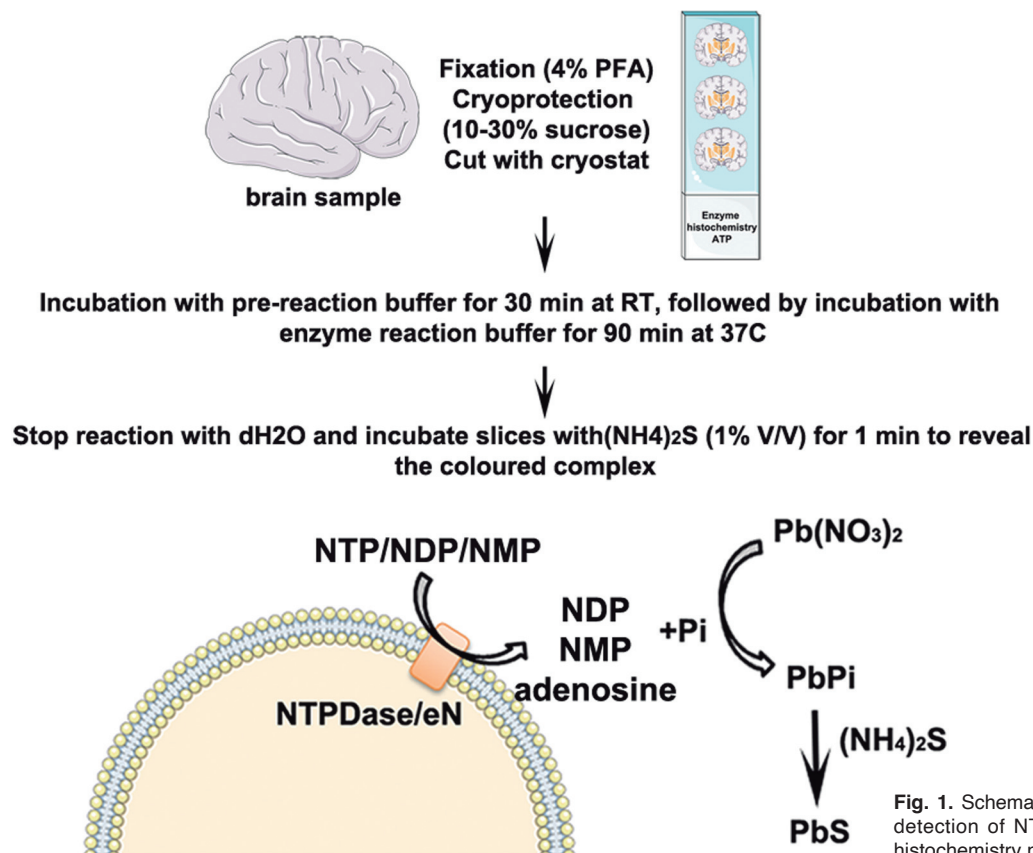 Fixation (4% PFA)
Cryoprotection
(10-30% sucrose)
Cut with cryostat
brain sample
Enzyme
histochemistry
ATP
Incubation with pre-reaction buffer for 30 min at RT, followed by incubation with
enzyme reaction buffer for 90 min at 37C
Stop reaction with dH2O and incubate slices with(NH4)2S (1% V/V) for 1 min to reveal
the coloured complex
NTP/NDP/NMP
Pb(NO3)2
NDP
NMP
adenosine
+Pi
NTPDase/eN
PbPi
(NH4)2S
PbS
Fig. 1. Schema
detection of NT